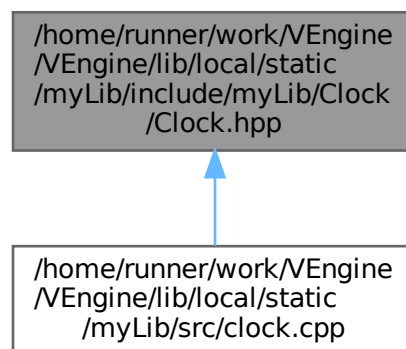 /home/runner/work/VEngine
/VEngine/lib/local/static
/myLib/include/myLib/Clock
/Clock.hpp
/home/runner/work/VEngine
/VEngine/lib/local/static
/myLib/src/clock.cpp